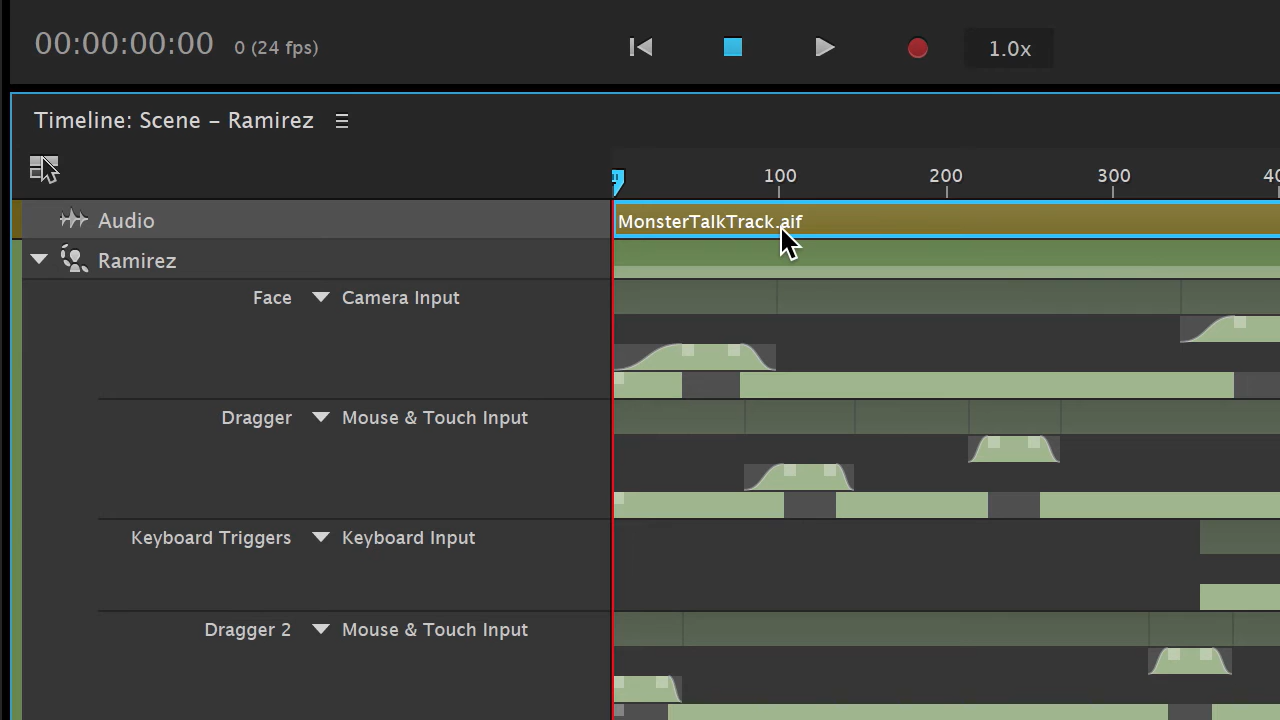 00:00:00:00 0 (24 fps) 1.0x
Timeline: Scene – Ramirez
100 200 300
Audio MonsterTalkTrack.aif
Ramirez
Face Camera Input
Dragger Mouse & Touch Input
Keyboard Triggers Keyboard Input
Dragger 2 Mouse & Touch Input